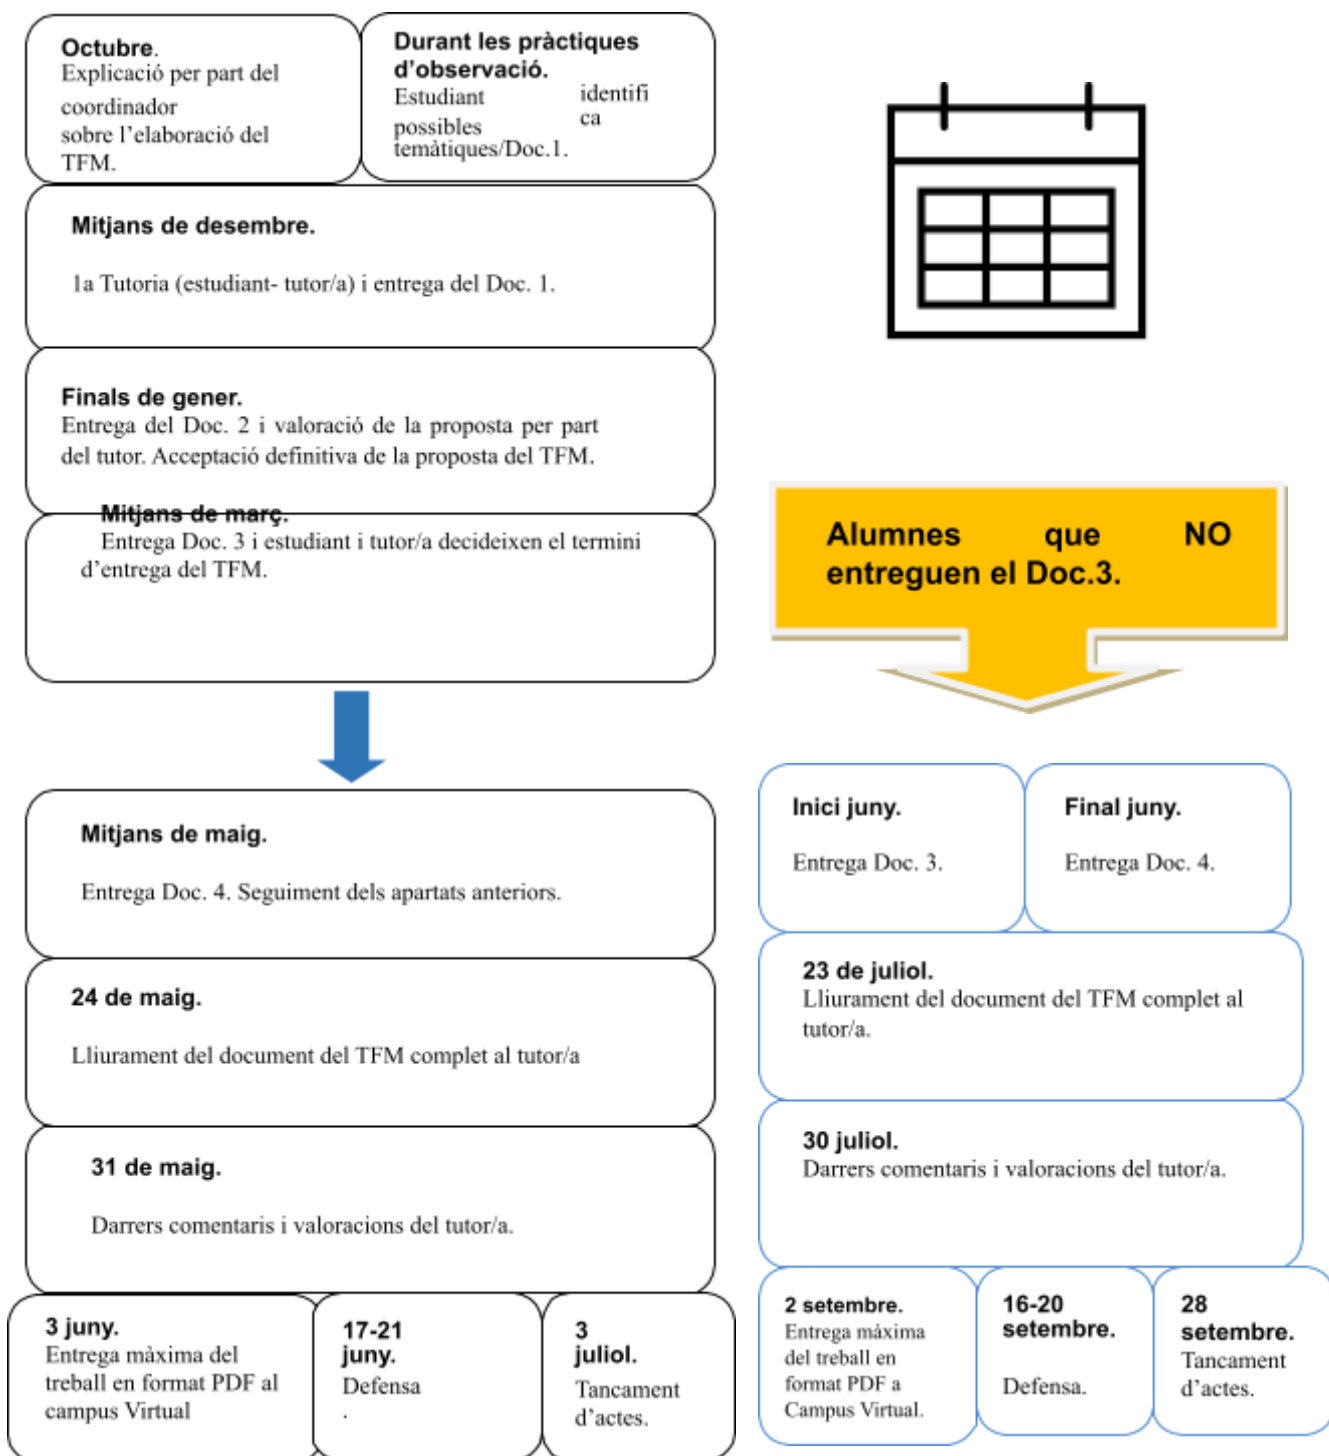 Octubre.
Explicació per part del
coordinador
sobre l'elaboració del
TFM.
Durant les pràctiques
d'observació.
Estudiant identifi
ca
possibles
temàtiques/Doc.1.
Mitjans de desembre.
1a Tutoria (estudiant- tutor/a) i entrega del Doc. 1.
Finals de gener.
Entrega del Doc. 2 i valoració de la proposta per part
del tutor. Acceptació definitiva de la proposta del TFM.
Mitjans de març.
Entrega Doc. 3 i estudiant i tutor/a decideixen el termini
d'entrega del TFM.
Alumnes que NO
entreguen el Doc.3.
Mitjans de maig.
Entrega Doc. 4. Seguiment dels apartats anteriors.
24 de maig.
Lliurament del document del TFM complet al tutor/a
31 de maig.
Darrers comentaris i valoracions del tutor/a.
3 juny.
Entrega màxima del
treball en format PDF al
campus Virtual
17-21
juny.
Defensa
.
3
juliol.
Tancament
d'actes.
Inici juny.
Entrega Doc. 3.
Final juny.
Entrega Doc. 4.
23 de juliol.
Lliurament del document del TFM complet al
tutor/a.
30 juliol.
Darrers comentaris i valoracions del tutor/a.
2 setembre.
Entrega màxima
del treball en
format PDF a
Campus Virtual.
16-20
setembre.
Defensa.
28
setembre.
Tancament
d'actes.